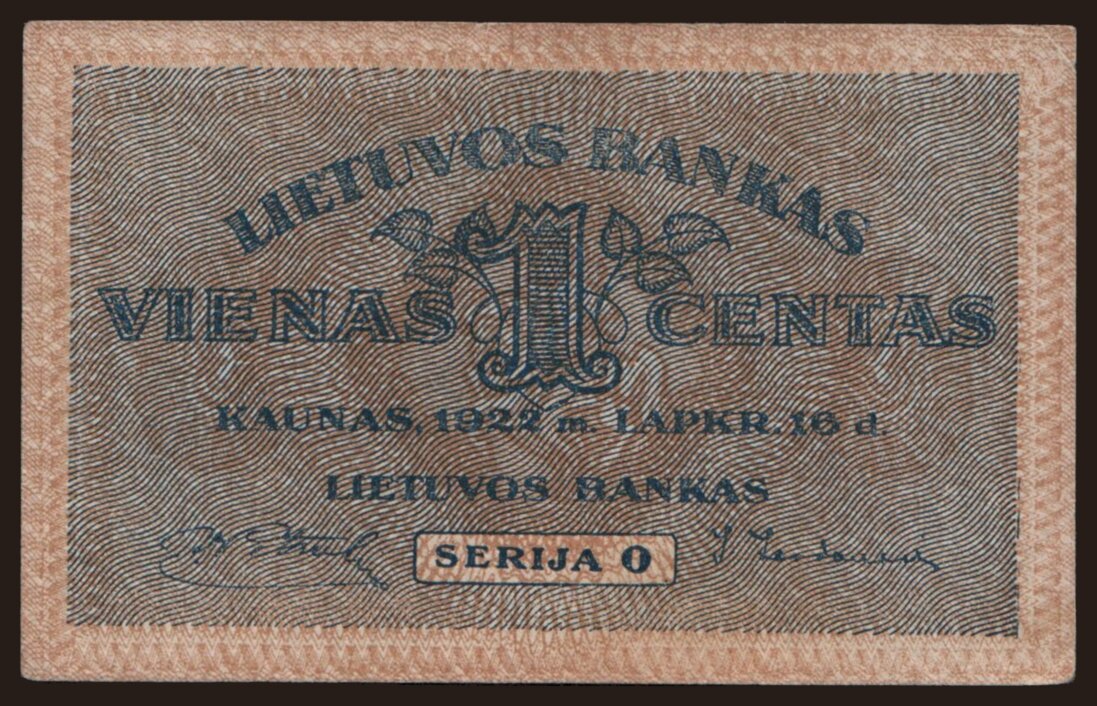 LIETUVOS BANKAS
VIENAS 1 CENTAS
KAUNAS, 1922 m. LAPKR. 16 d.
LIETUVOS BANKAS
SERIJA O